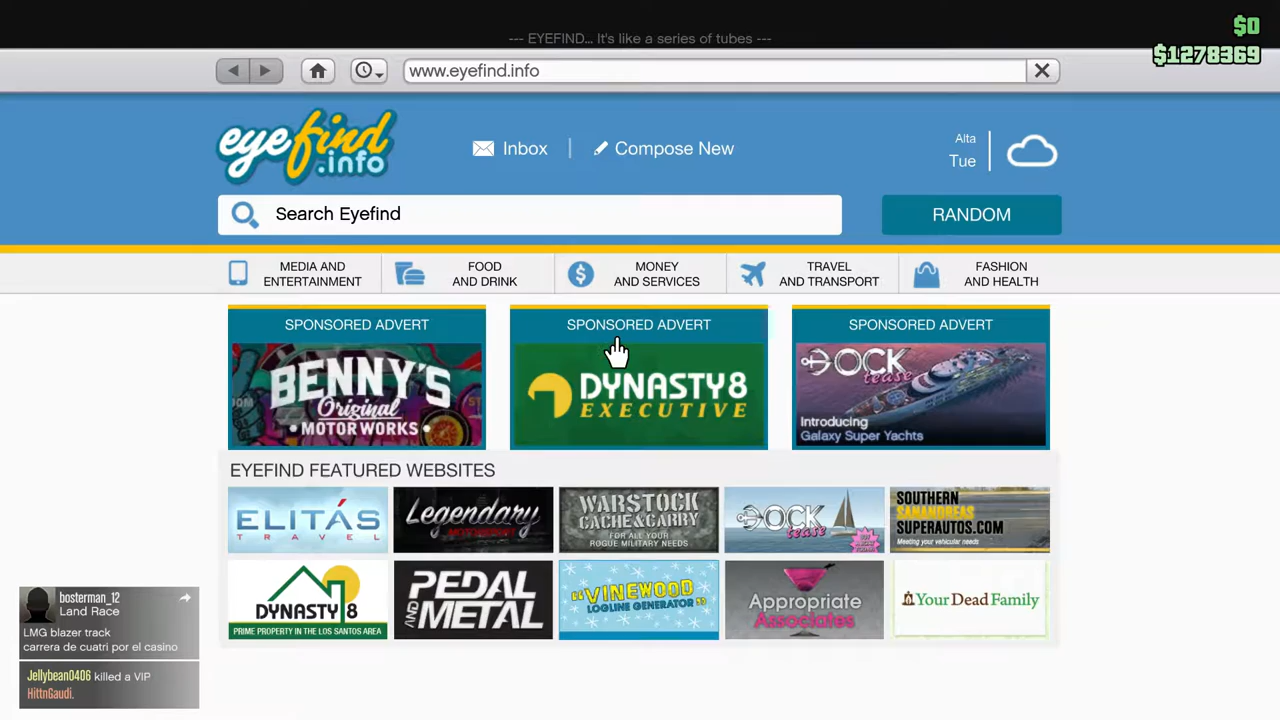 $0
--- EYEFIND... It's like a series of tubes ---
$1278369
www.eyefind.info
eyefind
.info
Inbox
Compose New
Alta
Tue
Search Eyefind
RANDOM
MEDIA AND
ENTERTAINMENT
FOOD
AND DRINK
MONEY
AND SERVICES
TRAVEL
AND TRANSPORT
FASHION
AND HEALTH
SPONSORED ADVERT
BENNY'S
Original
MOTOR WORKS
SPONSORED ADVERT
DYNASTY 8
EXECUTIVE
SPONSORED ADVERT
DOCK
tease
Introducing
Galaxy Super Yachts
EYEFIND FEATURED WEBSITES
ELITÁS
TRAVEL
Legendary
MOTORSPORT
WARSTOCK
CACHE & CARRY
FOR ALL YOUR
ROGUE MILITARY NEEDS
DOCK
tease
SOUTHERN
SANANDREAS
SUPERAUTOS.COM
Meeting your vehicular needs
DYNASTY 8
PRIME PROPERTY IN THE LOS SANTOS AREA
PEDAL
AND METAL
"VINEWOOD
LOGLINE GENERATOR"
Appropriate
Associates
Your Dead Family
bosterman_12
Land Race
LMG blazer track
carrera de cuatri por el casino
Jellybean0406 killed a VIP
HittnGaudi.